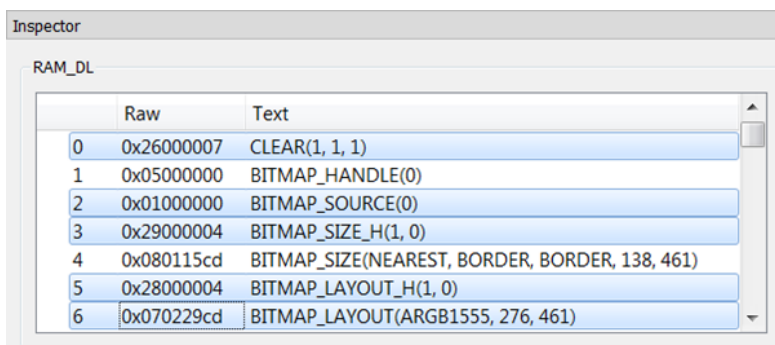 Inspector
RAM_DL
Raw Text
0 0x26000007 CLEAR(1, 1, 1)
1 0x05000000 BITMAP_HANDLE(0)
2 0x01000000 BITMAP_SOURCE(0)
3 0x29000004 BITMAP_SIZE_H(1, 0)
4 0x080115cd BITMAP_SIZE(NEAREST, BORDER, BORDER, 138, 461)
5 0x28000004 BITMAP_LAYOUT_H(1, 0)
6 0x070229cd BITMAP_LAYOUT(ARGB1555, 276, 461)